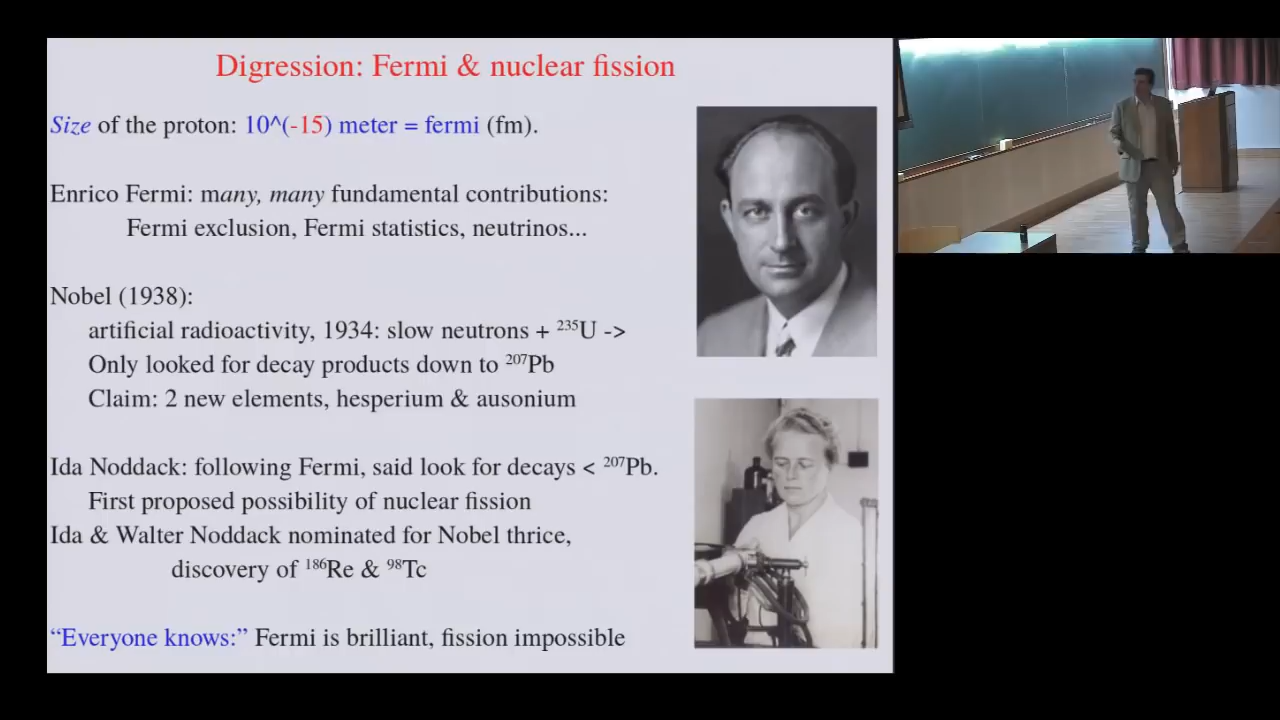 Digression: Fermi & nuclear fission
Size of the proton: 10^(-15) meter = fermi (fm).
Enrico Fermi: many, many fundamental contributions:
Fermi exclusion, Fermi statistics, neutrinos...
Nobel (1938):
artificial radioactivity, 1934: slow neutrons + ²³⁵U ->
Only looked for decay products down to ²⁰⁷Pb
Claim: 2 new elements, hesperium & ausonium
Ida Noddack: following Fermi, said look for decays < ²⁰⁷Pb.
First proposed possibility of nuclear fission
Ida & Walter Noddack nominated for Nobel thrice,
discovery of ¹⁸⁶Re & ⁹⁸Tc
“Everyone knows:” Fermi is brilliant, fission impossible